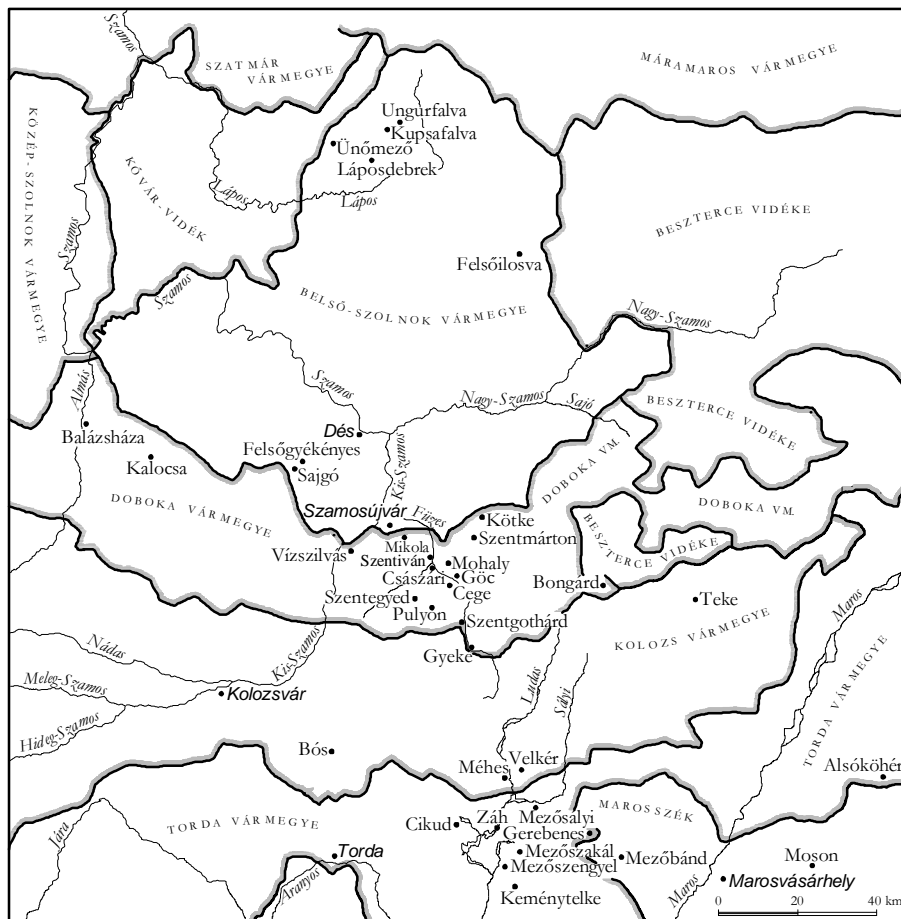 Szamos
SZATMÁR
VÁRMEGYE
MÁRAMAROS VÁRMEGYE
KÖZÉP-SZOLNOK VÁRMEGYE
KŐVÁR-VIDÉK
Ungurfalva
Kupsafalva
Ünőmező
Láposdebrek
Lápos
Lápos
Szamos
BESZTERCE VIDÉKE
Felsőilosva
Szamos
BELSŐ-SZOLNOK VÁRMEGYE
Nagy-Szamos
Szamos
Almás
Nagy-Szamos
Sajó
BESZTERCE VIDÉKE
Balázsháza
Dés
Kalocsa
Felsőgyékényes
Sajgó
Kis-Szamos
DOBOKA VM.
DOBOKA VÁRMEGYE
DOBOKA VM.
Szamosújvár
Füzes
Kötke
Szentmárton
BESZTERCE VIDÉKE
Vízszilvás
Mikola
Szentiván
Mohaly
Császári
Göc
Cege
Bongárd
Teke
Szentegyed
Pulyon
Szentgothárd
KOLOZS VÁRMEGYE
Maros
Gyeke
Nádas
Kis-Szamos
Meleg-Szamos
Kolozsvár
Ludas
Sályi
Hideg-Szamos
TORDA VÁRMEGYE
Bós
Velkér
Méhes
Alsóköhér
Jára
TORDA VÁRMEGYE
Cikud
Záh
Mezősályi
Gerebenes
MAROSSZÉK
Torda
Mezőszakál
Mezőbánd
Mezőszengyel
Moson
Aranyos
Keménytelke
Maros
Marosvásárhely
0 20 40 km